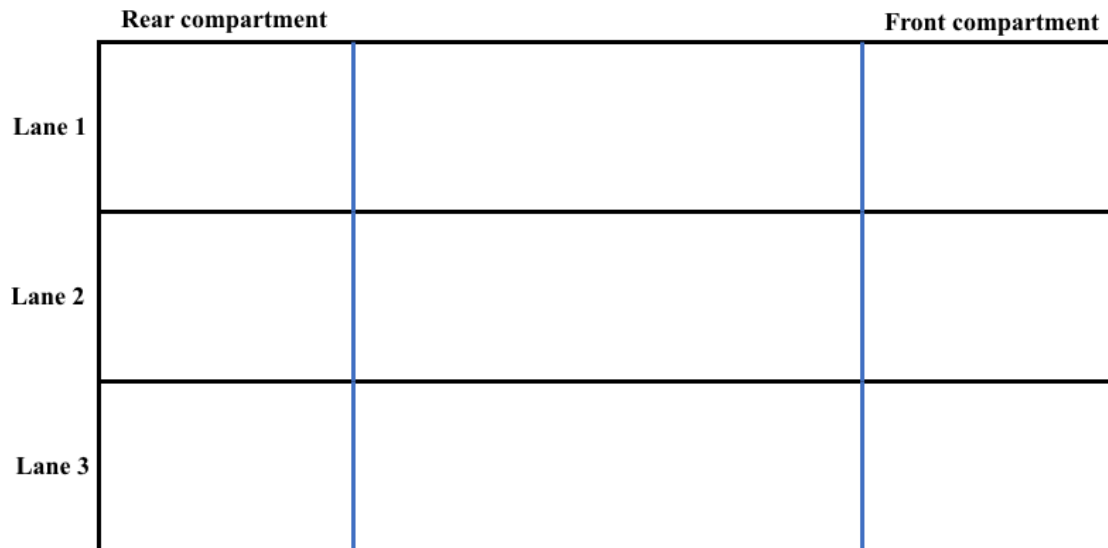 Rear compartment
Front compartment
Lane 1
Lane 2
Lane 3